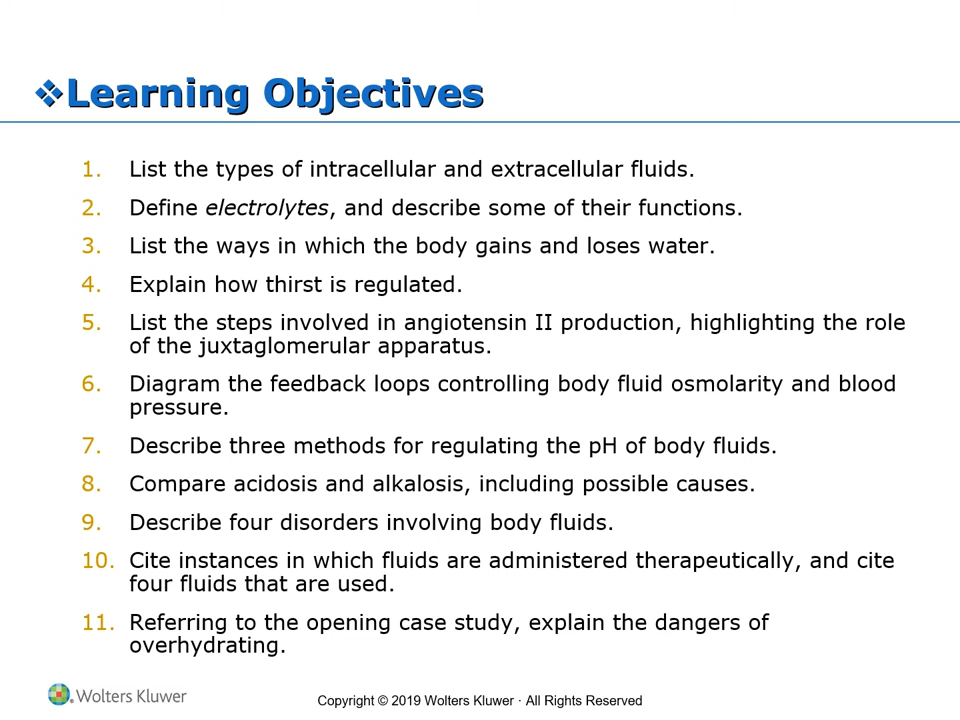 ❖Learning Objectives
1. List the types of intracellular and extracellular fluids.
2. Define electrolytes, and describe some of their functions.
3. List the ways in which the body gains and loses water.
4. Explain how thirst is regulated.
5. List the steps involved in angiotensin II production, highlighting the role
of the juxtaglomerular apparatus.
6. Diagram the feedback loops controlling body fluid osmolarity and blood
pressure.
7. Describe three methods for regulating the pH of body fluids.
8. Compare acidosis and alkalosis, including possible causes.
9. Describe four disorders involving body fluids.
10. Cite instances in which fluids are administered therapeutically, and cite
four fluids that are used.
11. Referring to the opening case study, explain the dangers of
overhydrating.
Wolters Kluwer
Copyright © 2019 Wolters Kluwer · All Rights Reserved